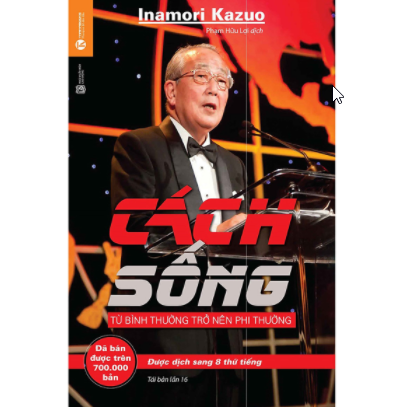 Inamori Kazuo
Phạm Hữu Lợi dịch
CÁCH
SỐNG
TỪ BÌNH THƯỜNG TRỞ NÊN PHI THƯỜNG
Đã bán
được trên
700.000
bản
Được dịch sang 8 thứ tiếng
Tái bản lần 16